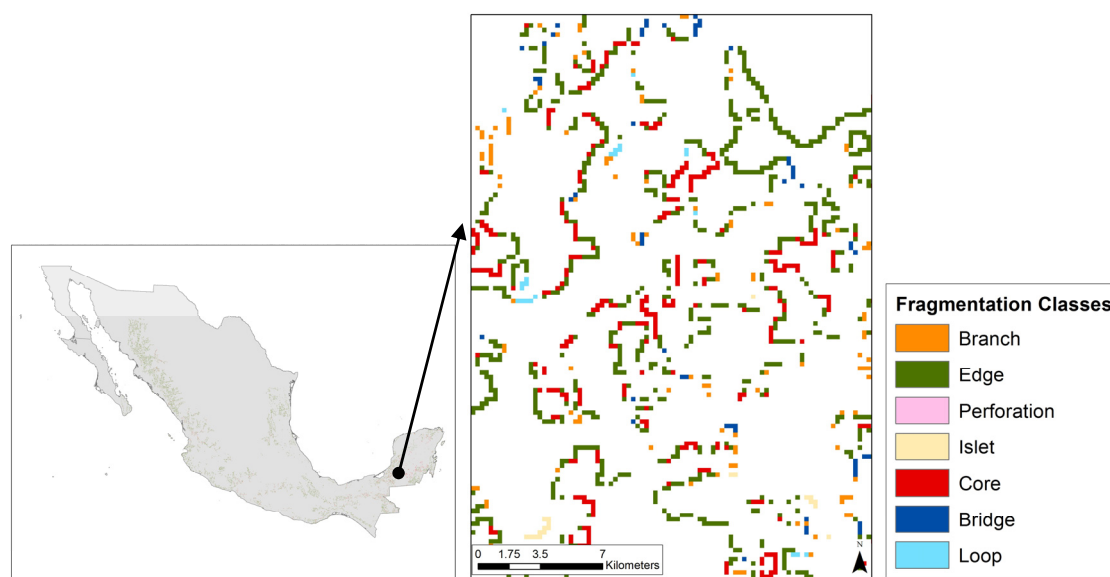 Fragmentation Classes
Branch
Edge
Perforation
Islet
Core
Bridge
Loop
N
0 1.75 3.5 7
Kilometers